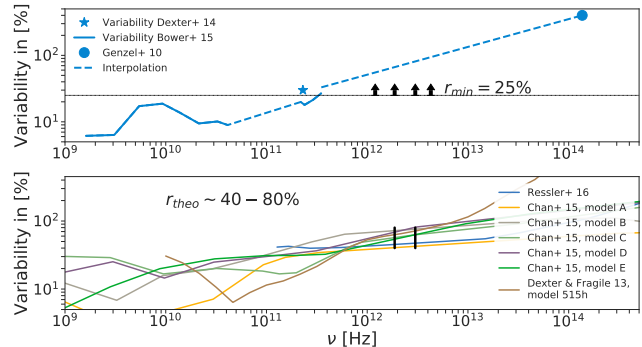 Variability in [%]
10²
10¹
Variability Dexter+ 14
Variability Bower+ 15
Genzel+ 10
Interpolation
r_min = 25%
10⁹ 10¹⁰ 10¹¹ 10¹² 10¹³ 10¹⁴
Variability in [%]
10²
10¹
r_theo ~ 40 − 80%
Ressler+ 16
Chan+ 15, model A
Chan+ 15, model B
Chan+ 15, model C
Chan+ 15, model D
Chan+ 15, model E
Dexter & Fragile 13,
model 515h
10⁹ 10¹⁰ 10¹¹ 10¹² 10¹³ 10¹⁴
ν [Hz]